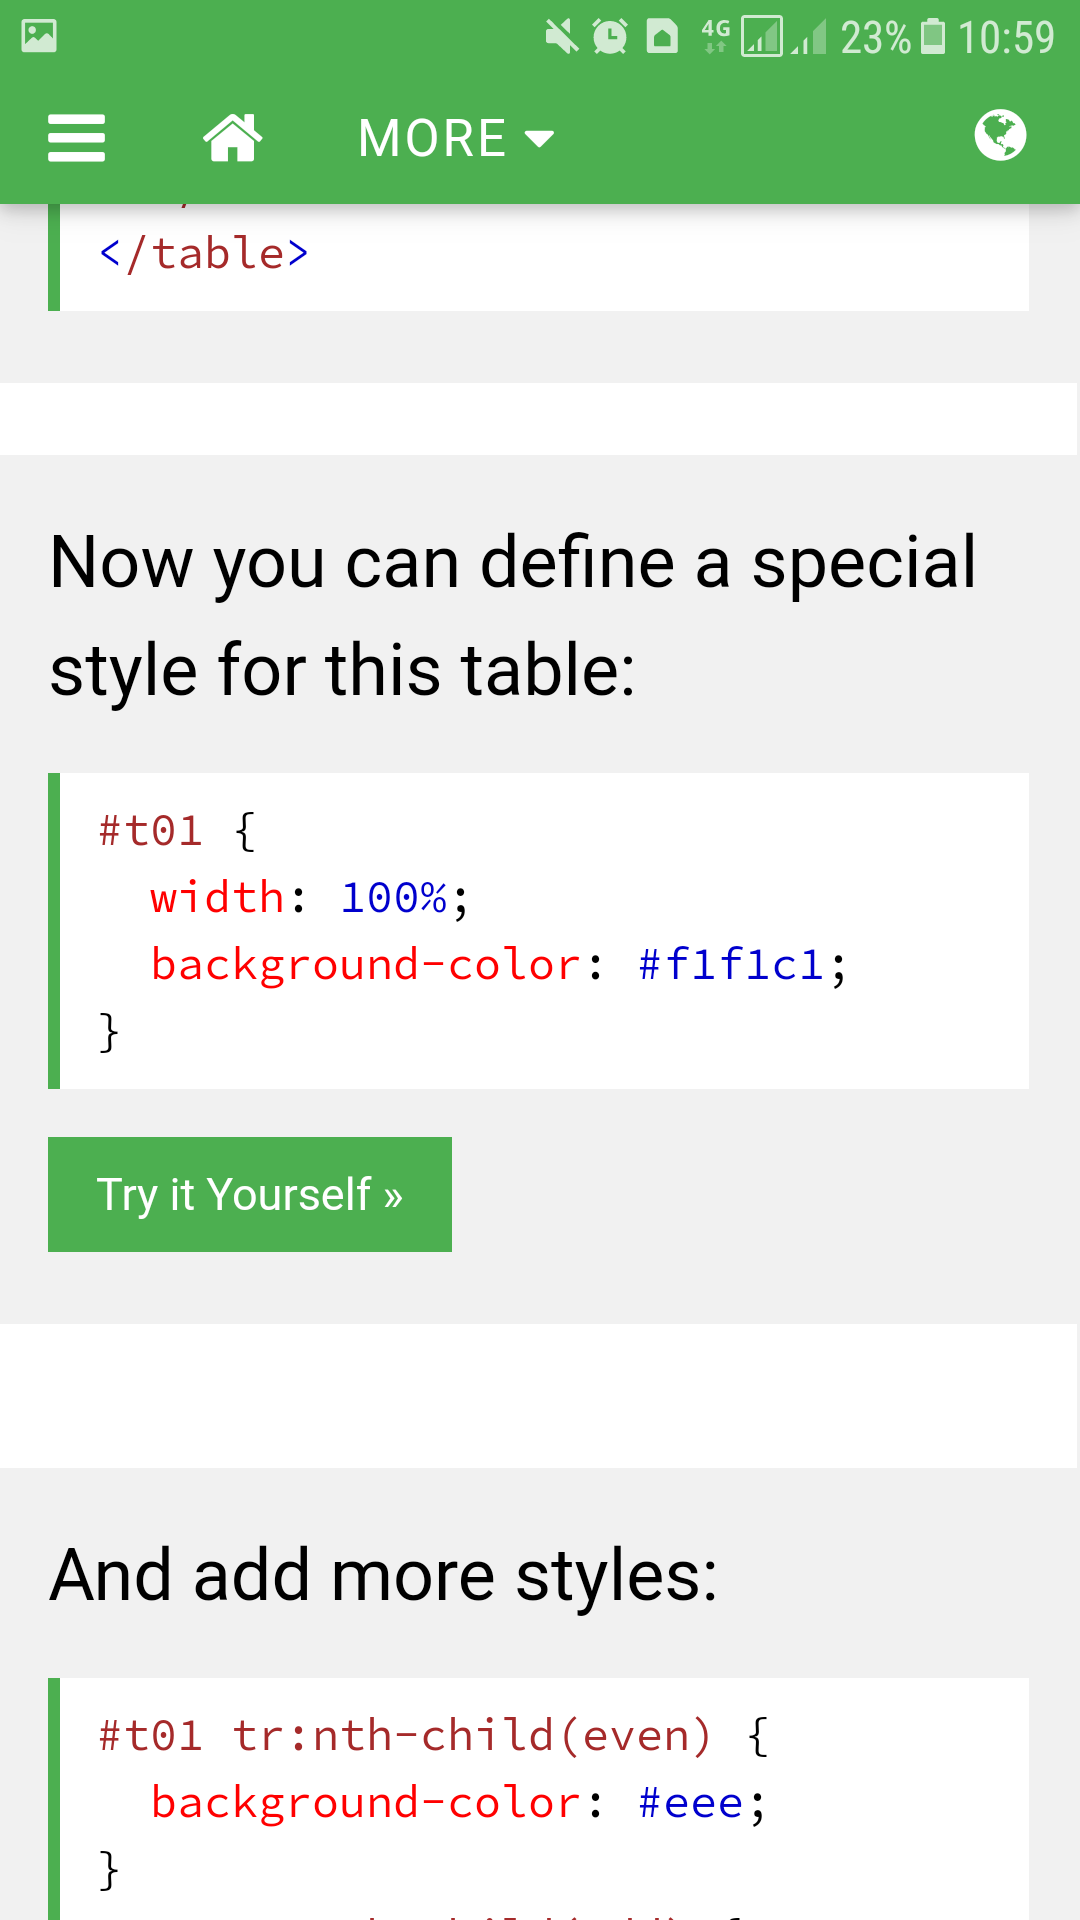 4G 23% 10:59
MORE
</table>
Now you can define a special
style for this table:
#t01 {
width: 100%;
background-color: #f1f1c1;
}
Try it Yourself »
And add more styles:
#t01 tr:nth-child(even) {
background-color: #eee;
}